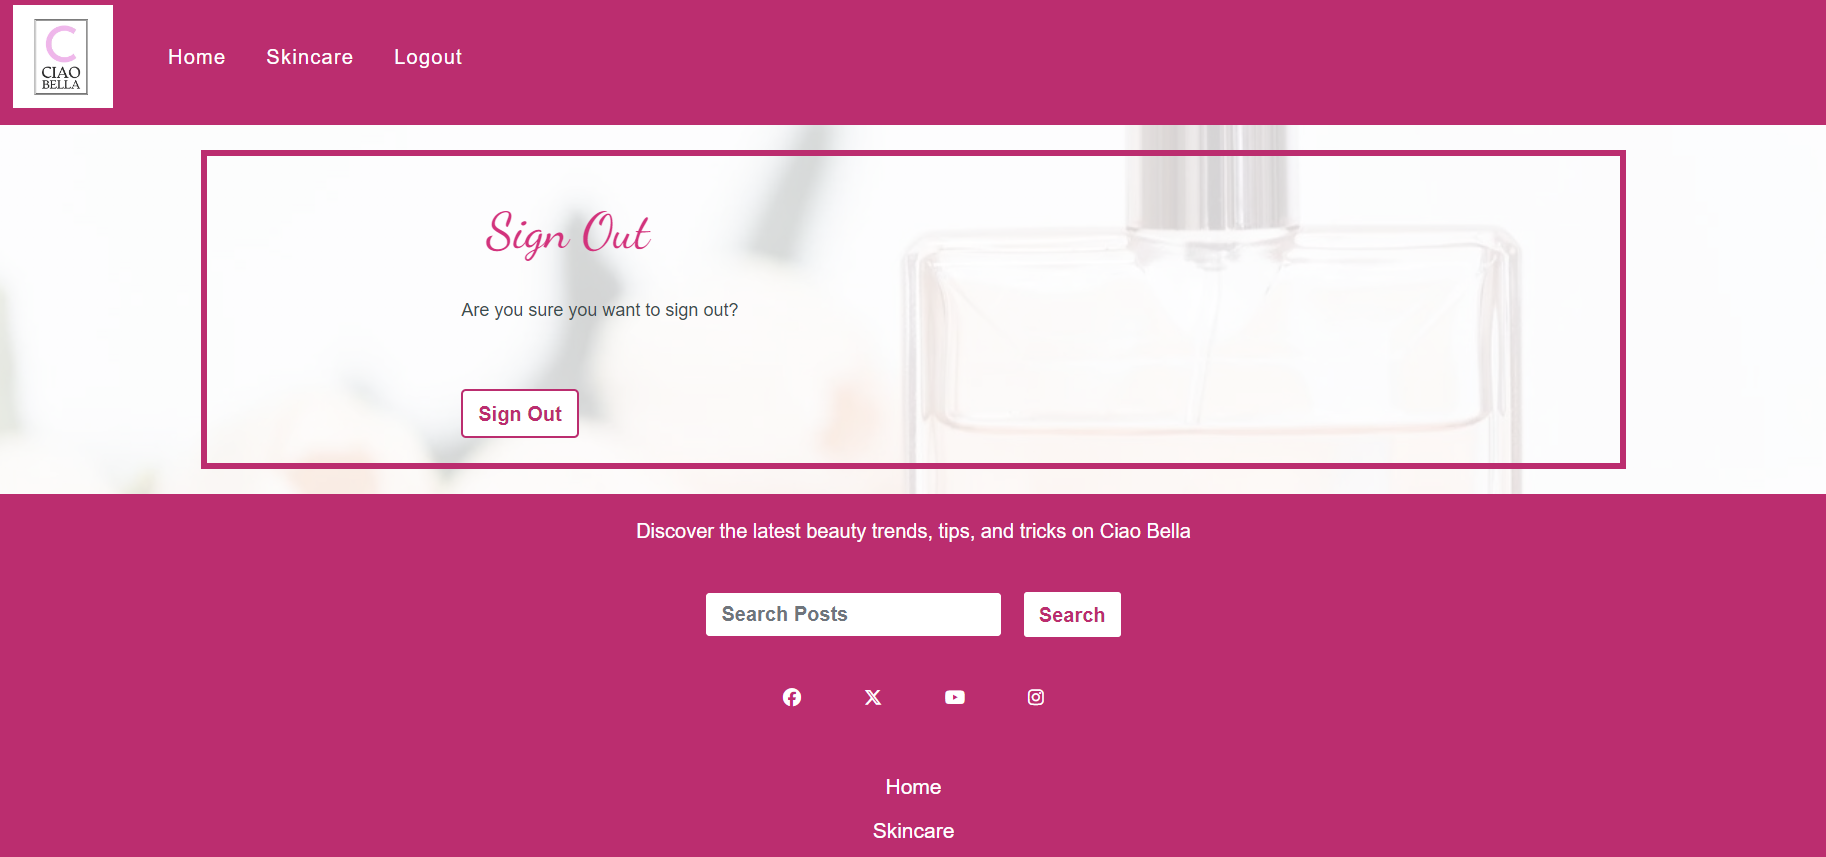 C
CIAO
BELLA
Home Skincare Logout
Sign Out
Are you sure you want to sign out?
Sign Out
Discover the latest beauty trends, tips, and tricks on Ciao Bella
Search Posts Search
Home
Skincare